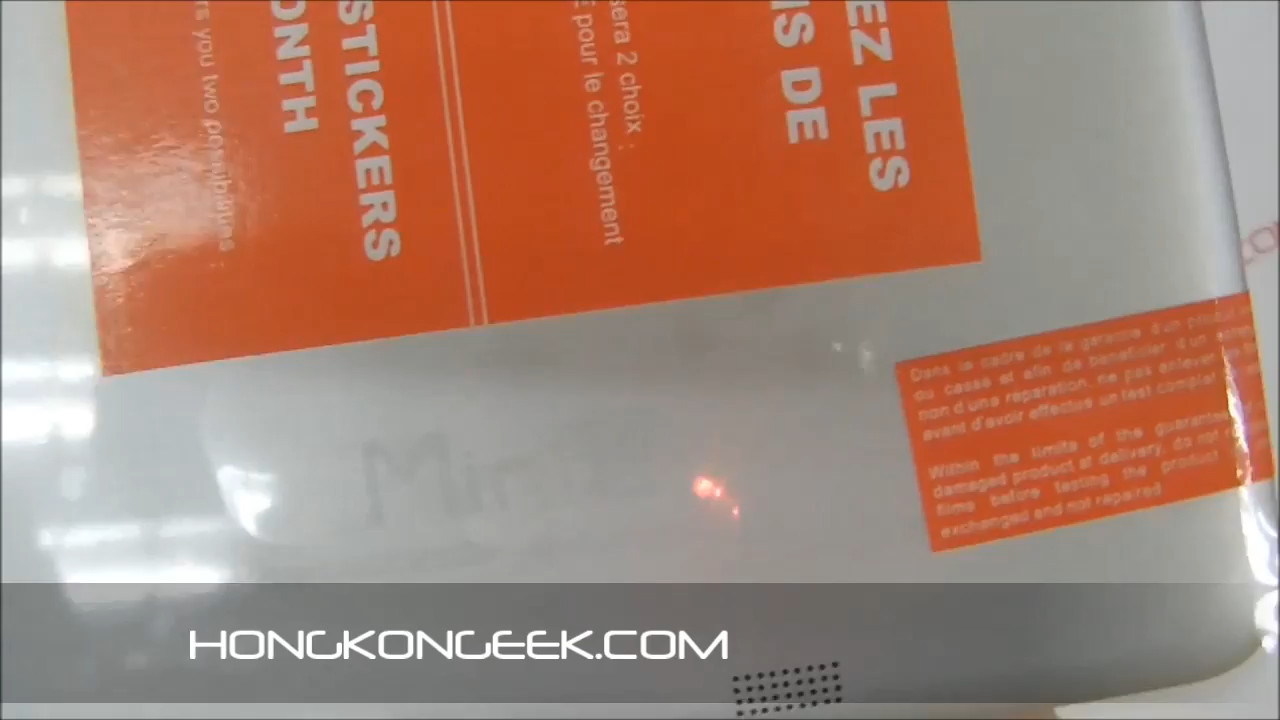 STICKERS
ONTH
rs you two possibilities
EZ LES
NS DE
sera 2 choix :
pour le changement
Dans le cadre de la garantie, d'un produit
ou cassé et afin de bénéficier d'un
non d'une réparation, ne pas enlever
avant d'avoir effectué un test complet
Within the limits of the guarantee
damaged product at delivery, do not
films before testing the product
exchanged and not repaired
HONGKONGEEK.COM